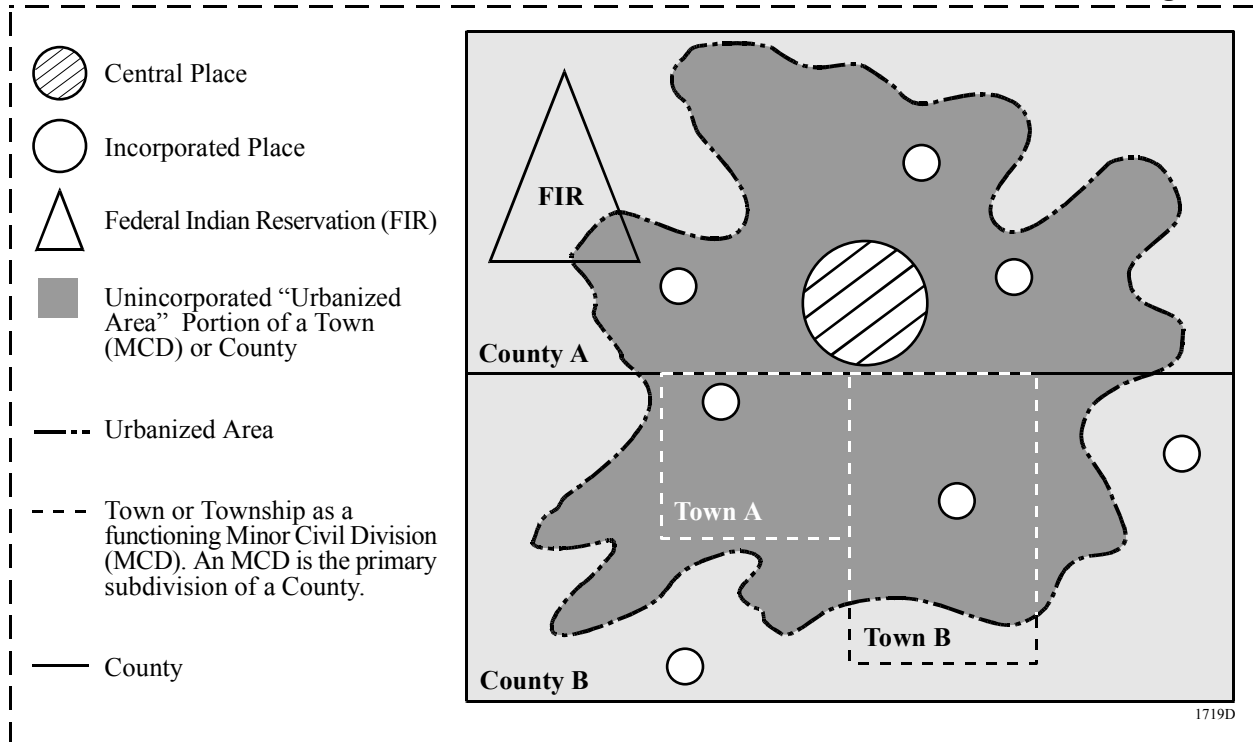 Central Place
Incorporated Place
Federal Indian Reservation (FIR)
Unincorporated “Urbanized
Area” Portion of a Town
(MCD) or County
Urbanized Area
Town or Township as a
functioning Minor Civil Division
(MCD). An MCD is the primary
subdivision of a County.
County
FIR
County A
Town A
Town B
County B
1719D